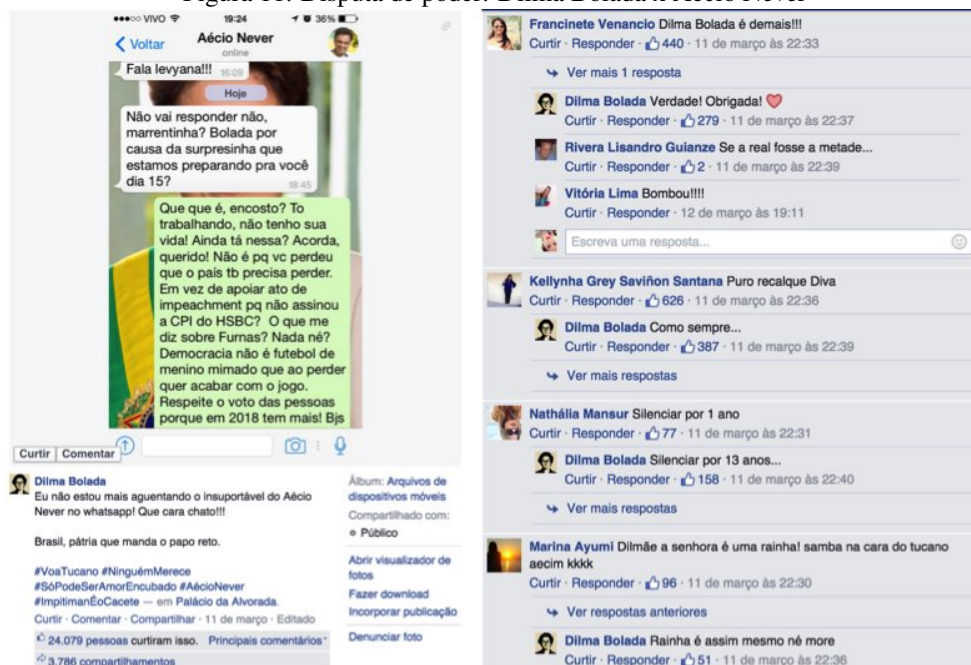 Figura 11: Disputa de poder: Dilma Bolada x Aécio Never
VIVO 19:24 36%
Voltar
Aécio Never
online
Fala levyana!!! 16:09
Hoje
Não vai responder não,
marrentinha? Bolada por
causa da surpresinha que
estamos preparando pra você
dia 15?
18:45
Que que é, encosto? To
trabalhando, não tenho sua
vida! Ainda tá nessa? Acorda,
querido! Não é pq vc perdeu
que o país tb precisa perder.
Em vez de apoiar ato de
impeachment pq não assinou
a CPI do HSBC? O que me
diz sobre Furnas? Nada né?
Democracia não é futebol de
menino mimado que ao perder
quer acabar com o jogo.
Respeite o voto das pessoas
porque em 2018 tem mais! Bjs
Curtir Comentar
Dilma Bolada
Eu não estou mais aguentando o insuportável do Aécio
Never no whatsapp! Que cara chato!!!
Brasil, pátria que manda o papo reto.
#VoaTucano #NinguémMerece
#SóPodeSerAmorEncubado #AécioNever
#ImpitimanÉoCacete — em Palácio da Alvorada.
Curtir · Comentar · Compartilhar · 11 de março · Editado
24.079 pessoas curtiram isso. Principais comentários
3.786 compartilhamentos
Álbum: Arquivos de
dispositivos móveis
Compartilhado com:
Público
Abrir visualizador de
fotos
Fazer download
Incorporar publicação
Denunciar foto
Francinete Venancio Dilma Bolada é demais!!!
Curtir · Responder · 440 · 11 de março às 22:33
Ver mais 1 resposta
Dilma Bolada Verdade! Obrigada!
Curtir · Responder · 279 · 11 de março às 22:37
Rivera Lisandro Guianze Se a real fosse a metade...
Curtir · Responder · 2 · 11 de março às 22:39
Vitória Lima Bombou!!!!
Curtir · Responder · 12 de março às 19:11
Escreva uma resposta...
Kellynha Grey Saviñon Santana Puro recalque Diva
Curtir · Responder · 626 · 11 de março às 22:36
Dilma Bolada Como sempre...
Curtir · Responder · 387 · 11 de março às 22:39
Ver mais respostas
Nathália Mansur Silenciar por 1 ano
Curtir · Responder · 77 · 11 de março às 22:31
Dilma Bolada Silenciar por 13 anos...
Curtir · Responder · 158 · 11 de março às 22:40
Ver mais respostas
Marina Ayumi Dilmãe a senhora é uma rainha! samba na cara do tucano
aecim kkkk
Curtir · Responder · 96 · 11 de março às 22:30
Ver respostas anteriores
Dilma Bolada Rainha é assim mesmo né more
Curtir · Responder · 51 · 11 de março às 22:36